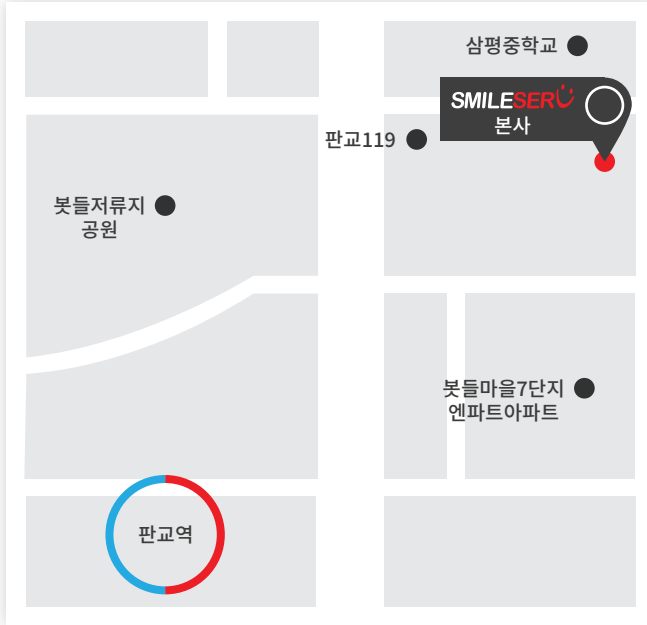 삼평중학교
SMILESERV
본사
판교119
봇들저류지
공원
봇들마을7단지
엔파트아파트
판교역